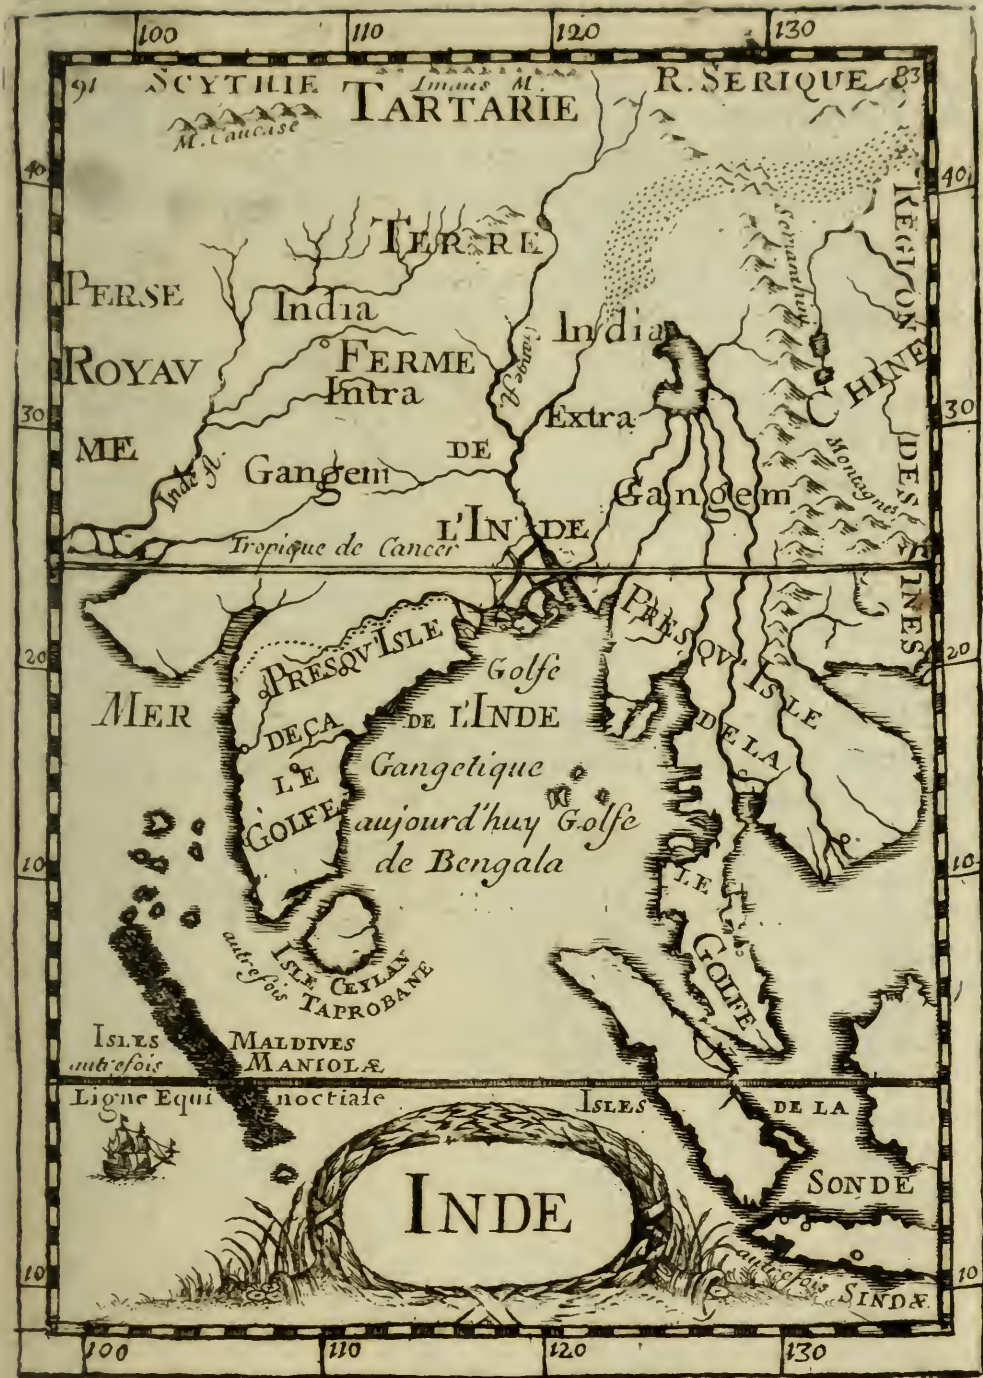 100 110 120 130
91 SCYTHIE Imaus M. R. SERIQUE 83
TARTARIE
M. Caucase
40 40
TERRE
REGION
PERSE
India
India
Gange fl.
ROYAV
FERME
CHINE
Intra
Extra
30 30
ME
DE
DES
Gangem
Gangem
Montagnes
Inde fl.
L'INDE
Tropique de Cancer
INES
PRESQV'ISLE
PRESQV'ISLE
20 20
Golfe
MER
DE L'INDE
DEÇA
DE LA
LE
Gangetique
GOLFE
aujourd'huy Golfe
de Bengala
10 10
LE
GOLFE
autrefois
ISLE CEYLAN
TAPROBANE
ISLES MALDIVES
autrefois MANIOLÆ
Ligne Equi noctiale
ISLES DE LA
SONDE
INDE
autrefois
SINDÆ
10 10
100 110 120 130